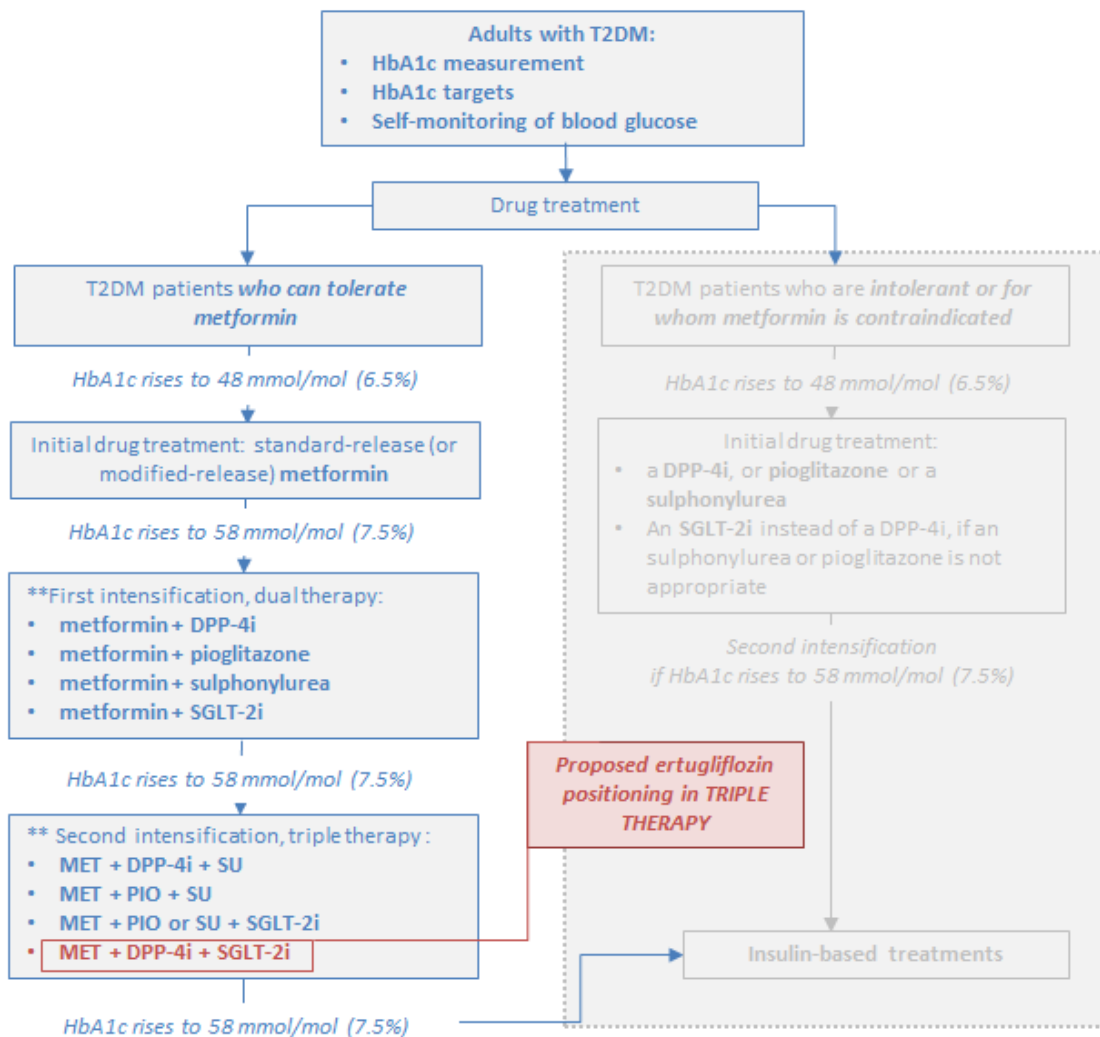 Adults with T2DM:
• HbA1c measurement
• HbA1c targets
• Self-monitoring of blood glucose
Drug treatment
T2DM patients who can tolerate
metformin
HbA1c rises to 48 mmol/mol (6.5%)
Initial drug treatment: standard-release (or
modified-release) metformin
HbA1c rises to 58 mmol/mol (7.5%)
**First intensification, dual therapy:
• metformin + DPP-4i
• metformin + pioglitazone
• metformin + sulphonylurea
• metformin + SGLT-2i
HbA1c rises to 58 mmol/mol (7.5%)
** Second intensification, triple therapy :
• MET + DPP-4i + SU
• MET + PIO + SU
• MET + PIO or SU + SGLT-2i
• MET + DPP-4i + SGLT-2i
HbA1c rises to 58 mmol/mol (7.5%)
Proposed ertugliflozin
positioning in TRIPLE
THERAPY
T2DM patients who are intolerant or for
whom metformin is contraindicated
HbA1c rises to 48 mmol/mol (6.5%)
Initial drug treatment:
• a DPP-4i, or pioglitazone or a
sulphonylurea
• An SGLT-2i instead of a DPP-4i, if an
sulphonylurea or pioglitazone is not
appropriate
Second intensification
if HbA1c rises to 58 mmol/mol (7.5%)
Insulin-based treatments